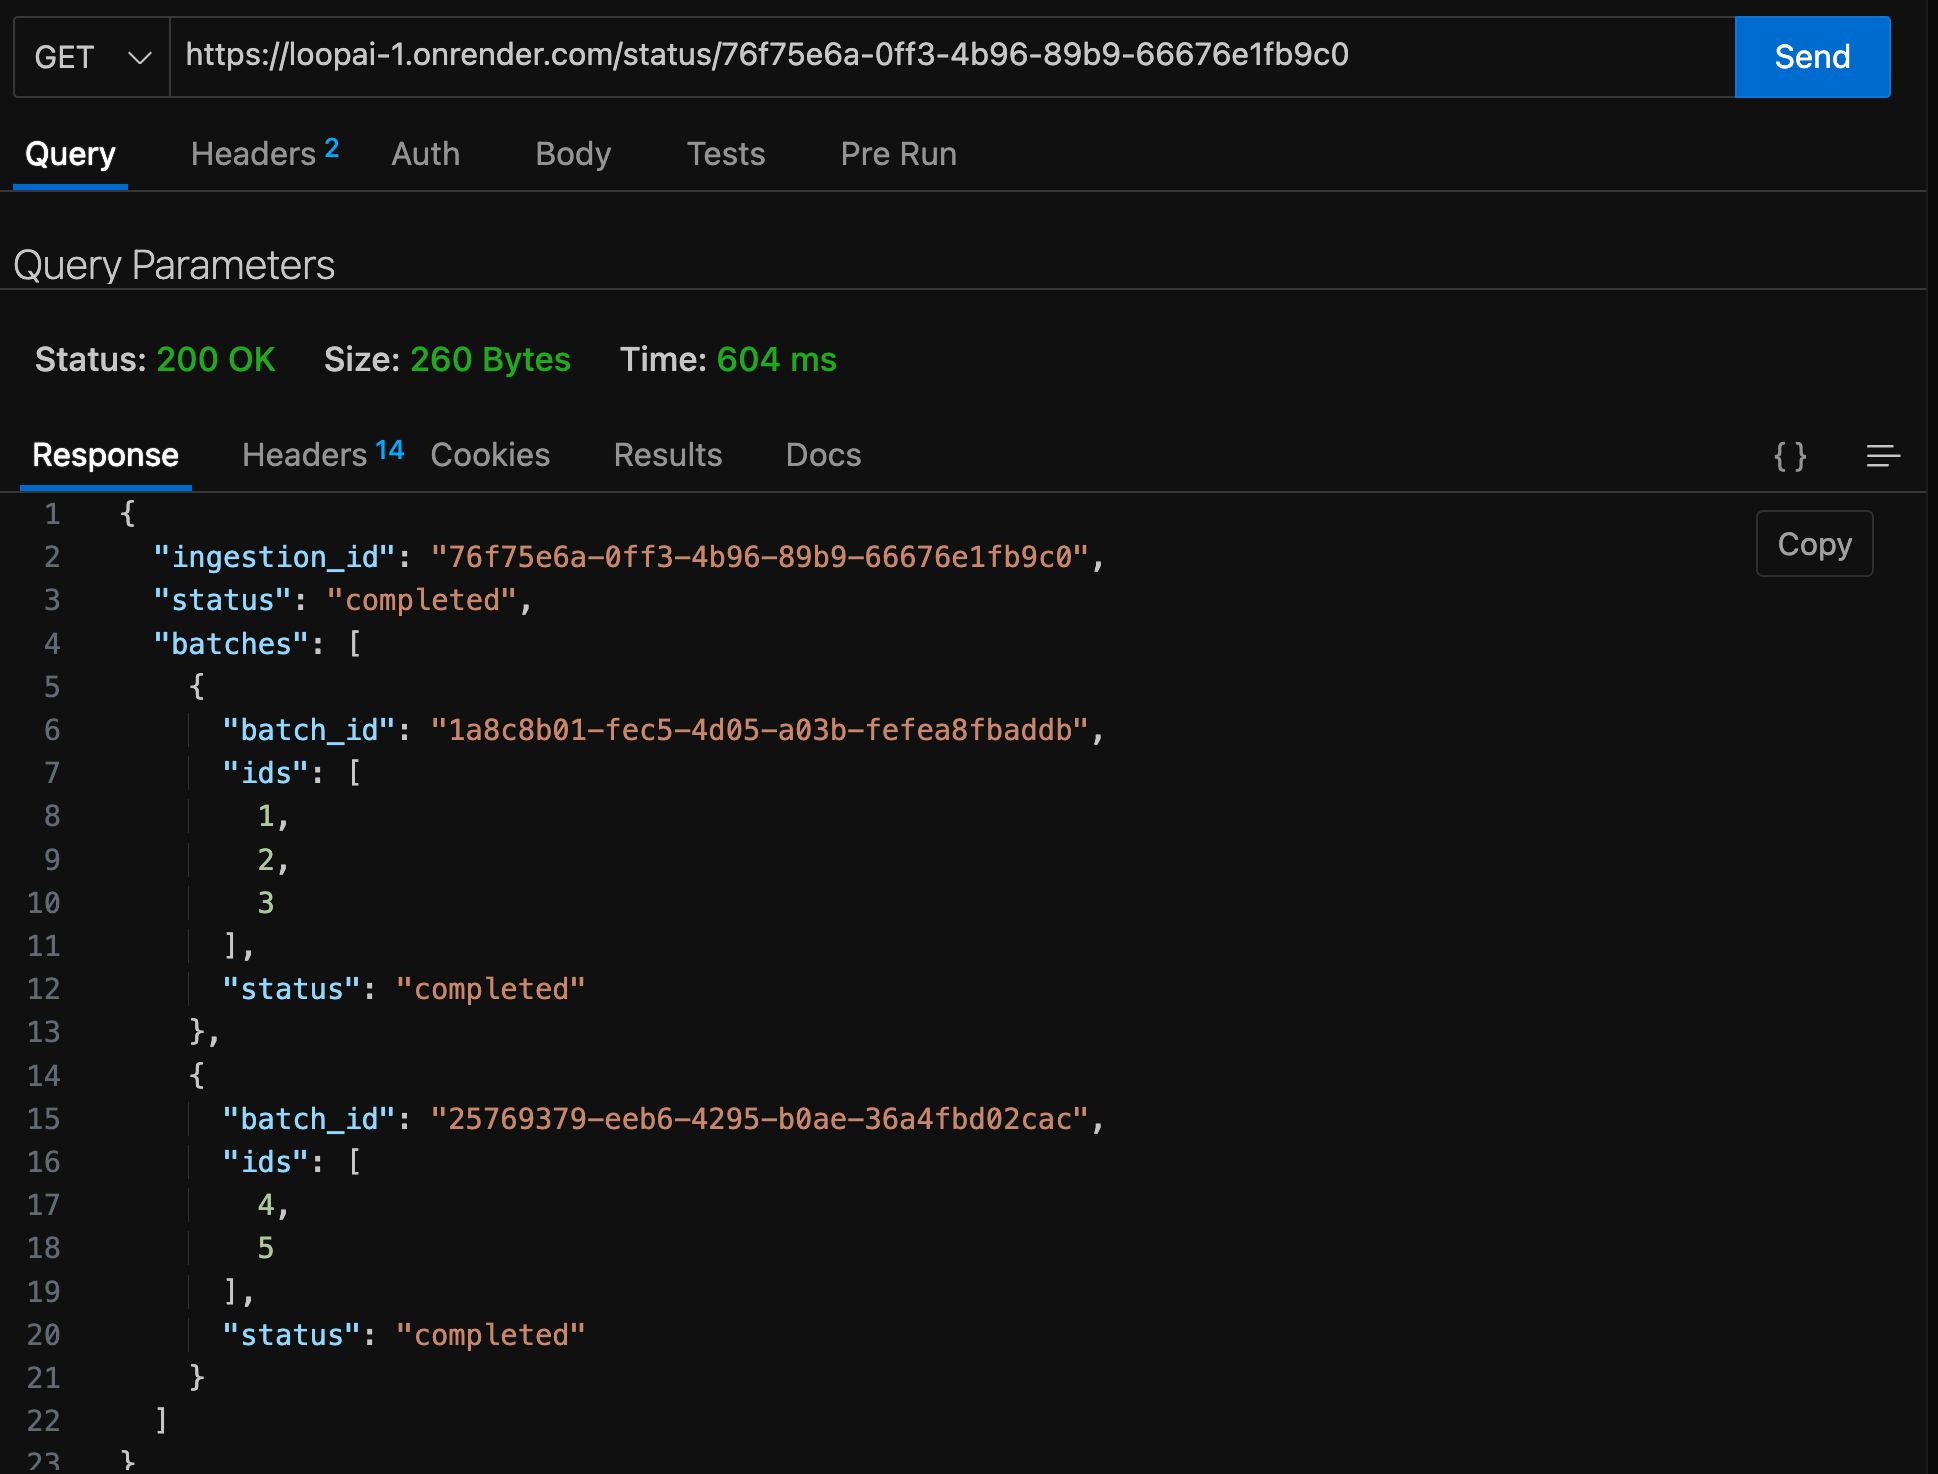 GET https://loopai-1.onrender.com/status/76f75e6a-0ff3-4b96-89b9-66676e1fb9c0 Send
Query Headers 2 Auth Body Tests Pre Run
Query Parameters
Status: 200 OK Size: 260 Bytes Time: 604 ms
Response Headers 14 Cookies Results Docs { }
Copy
1 {
2 "ingestion_id": "76f75e6a-0ff3-4b96-89b9-66676e1fb9c0",
3 "status": "completed",
4 "batches": [
5 {
6 "batch_id": "1a8c8b01-fec5-4d05-a03b-fefea8fbaddb",
7 "ids": [
8 1,
9 2,
10 3
11 ],
12 "status": "completed"
13 },
14 {
15 "batch_id": "25769379-eeb6-4295-b0ae-36a4fbd02cac",
16 "ids": [
17 4,
18 5
19 ],
20 "status": "completed"
21 }
22 ]
23 }